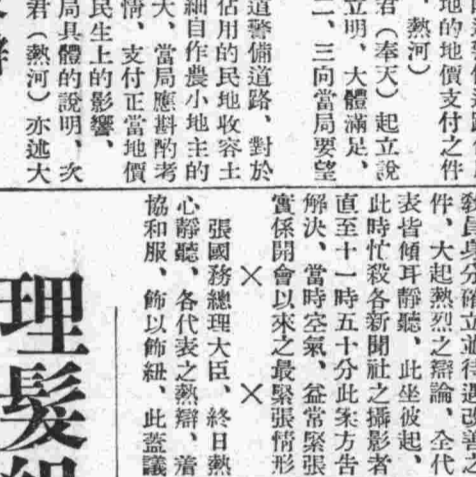 地的地價支付之件
、熱河)
君(奉天)起立說
立明、大體滿足、
二、三向當局要望
道警備道路、對於
佔用的民地收容土
細自作農小地主的
大、當局應斟酌考
情、支付正當地價
民生上的影響、
局具體的說明、次
君(熱河)亦述大
確立並待遇改善之
件、大起熱烈之辯論、全代
表皆傾耳靜聽、此坐彼起、
此時忙殺各新聞社之攝影者
直至十一時五十分此案方告
解決、當時空氣、益常緊張
實係開會以來之最緊張情形
× ×
張國務總理大臣、終日熱
心靜聽、各代表之熱辯、着
協和服、飾以飾紐、此蓋議
理髮